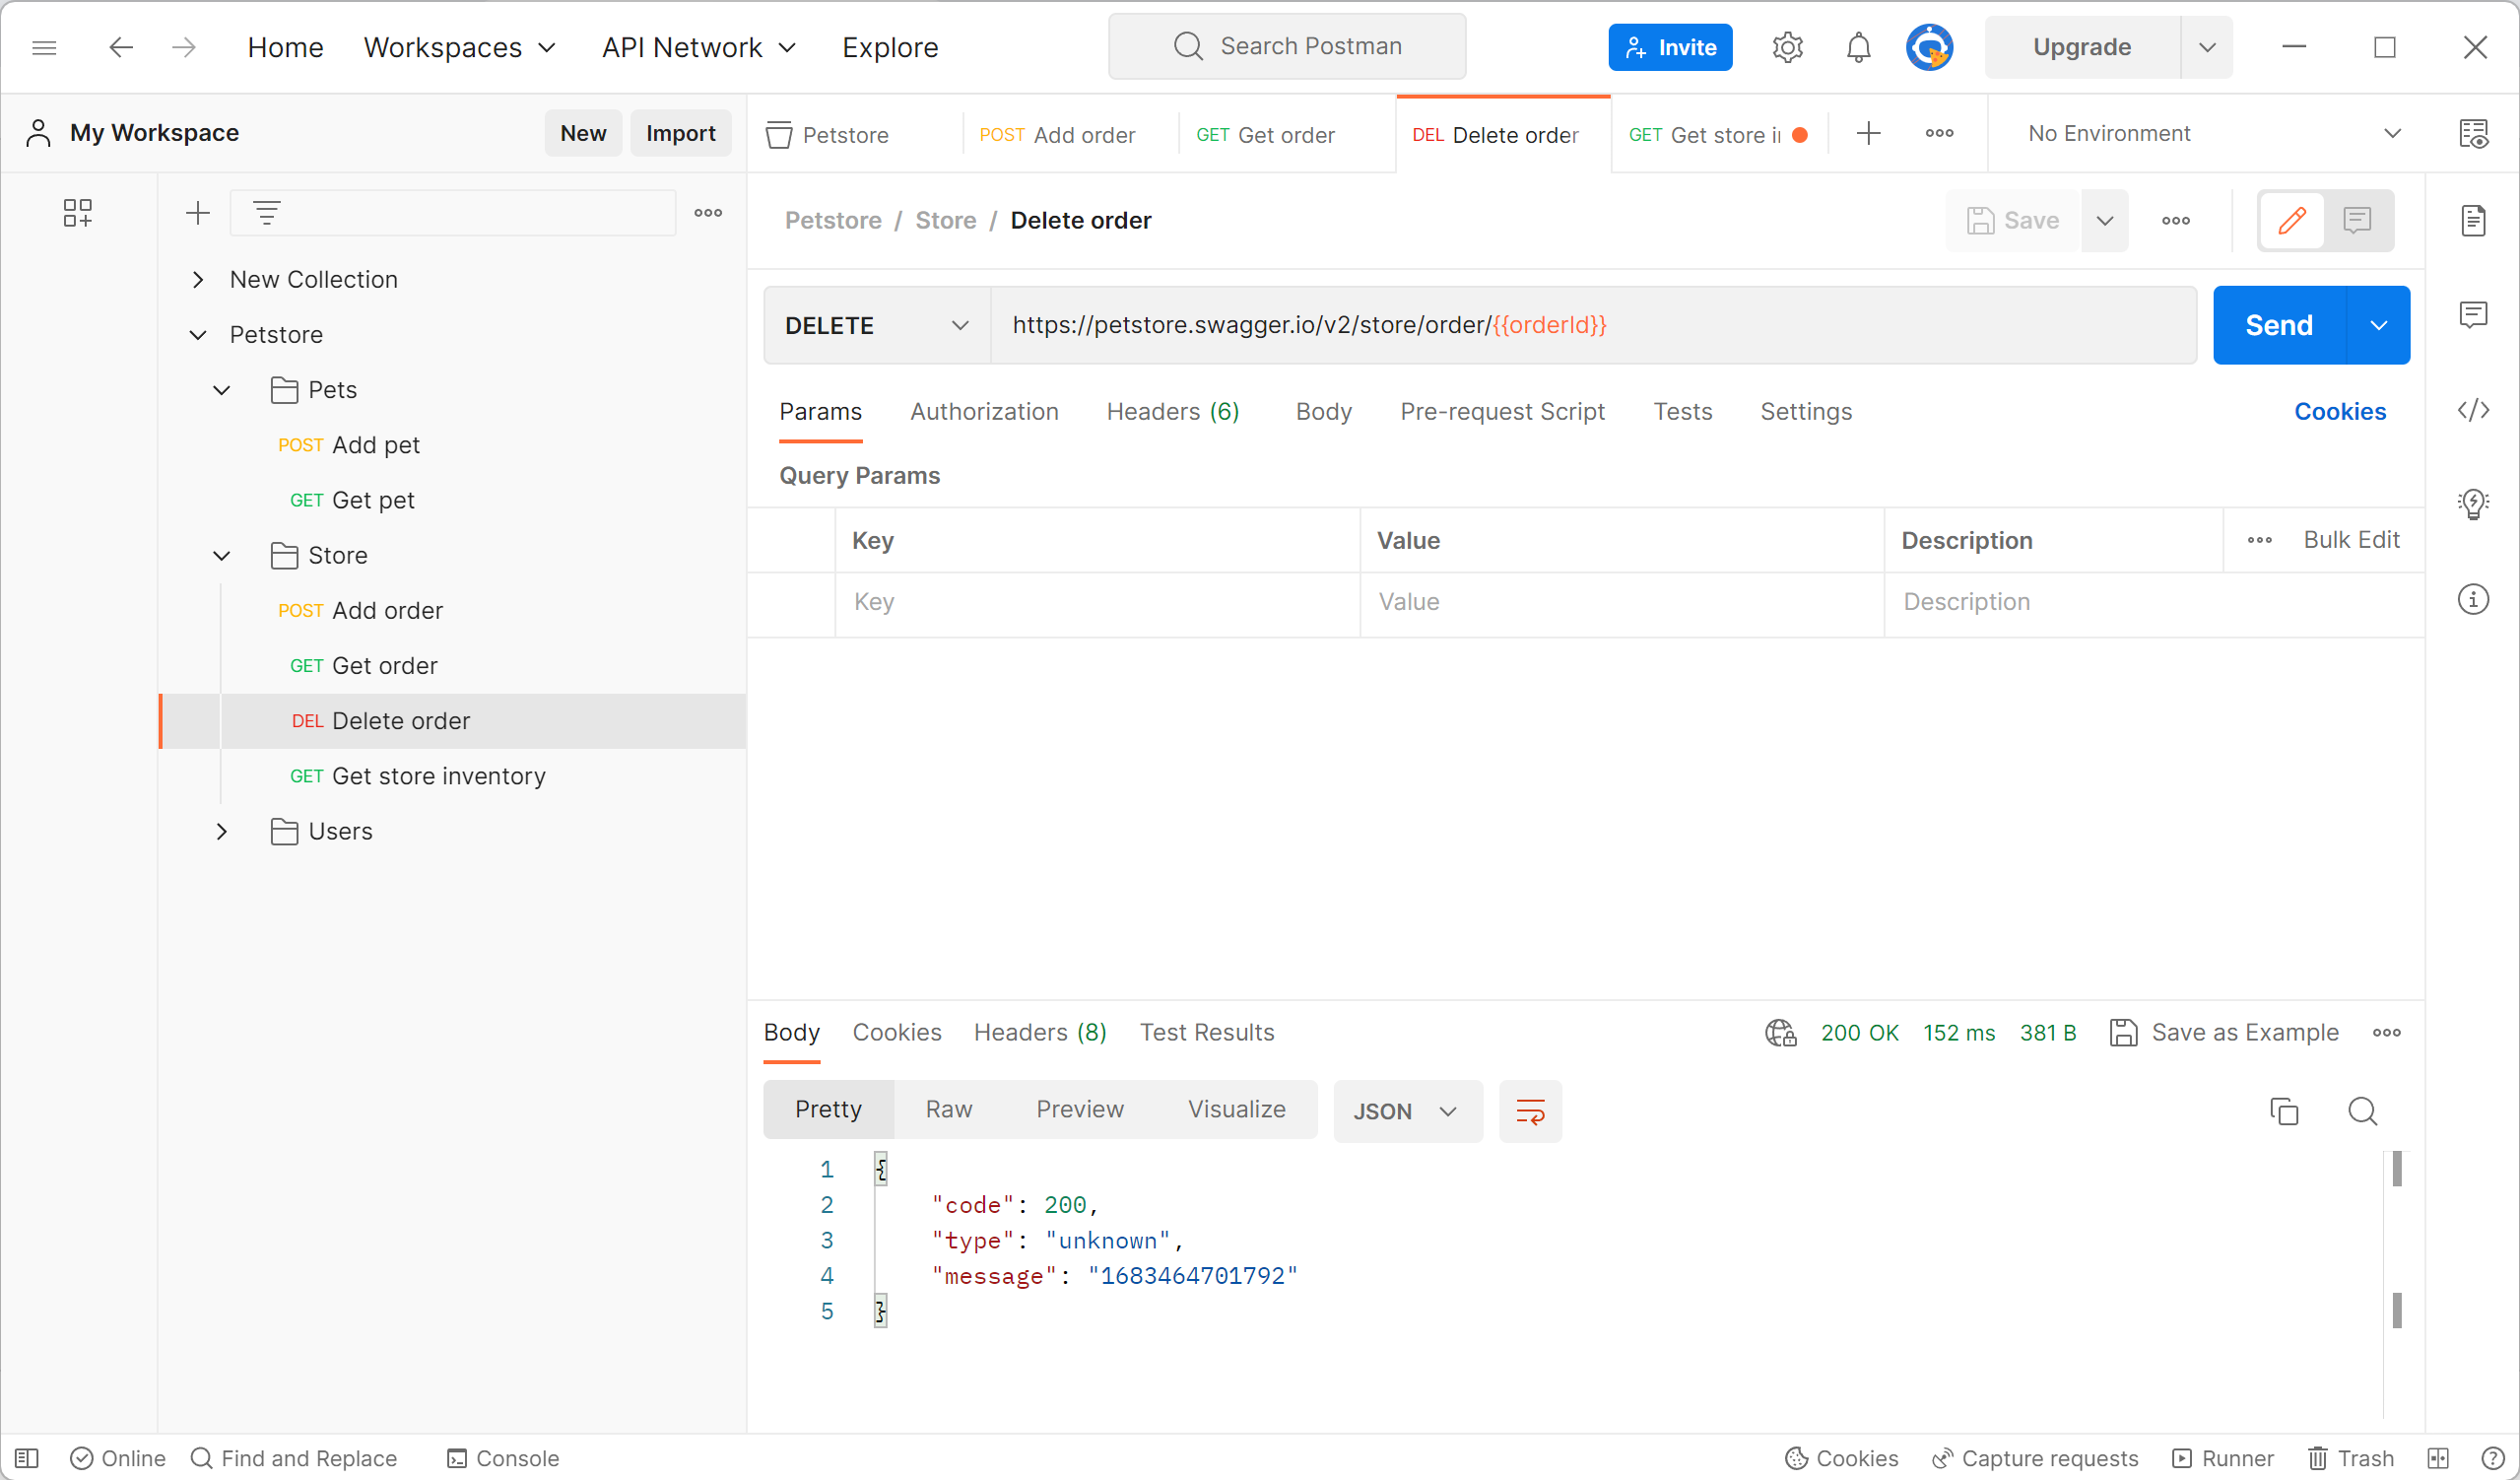 Home Workspaces API Network Explore Search Postman Invite Upgrade
My Workspace New Import
Petstore POST Add order GET Get order DEL Delete order GET Get store i No Environment
New Collection
Petstore
Pets
POST Add pet
GET Get pet
Store
POST Add order
GET Get order
DEL Delete order
GET Get store inventory
Users
Petstore / Store / Delete order Save
DELETE https://petstore.swagger.io/v2/store/order/{{orderId}} Send
Params Authorization Headers (6) Body Pre-request Script Tests Settings Cookies
Query Params
Key Value Description Bulk Edit
Key Value Description
Body Cookies Headers (8) Test Results 200 OK 152 ms 381 B Save as Example
Pretty Raw Preview Visualize JSON
1 {
2 "code": 200,
3 "type": "unknown",
4 "message": "1683464701792"
5 }
Online Find and Replace Console Cookies Capture requests Runner Trash